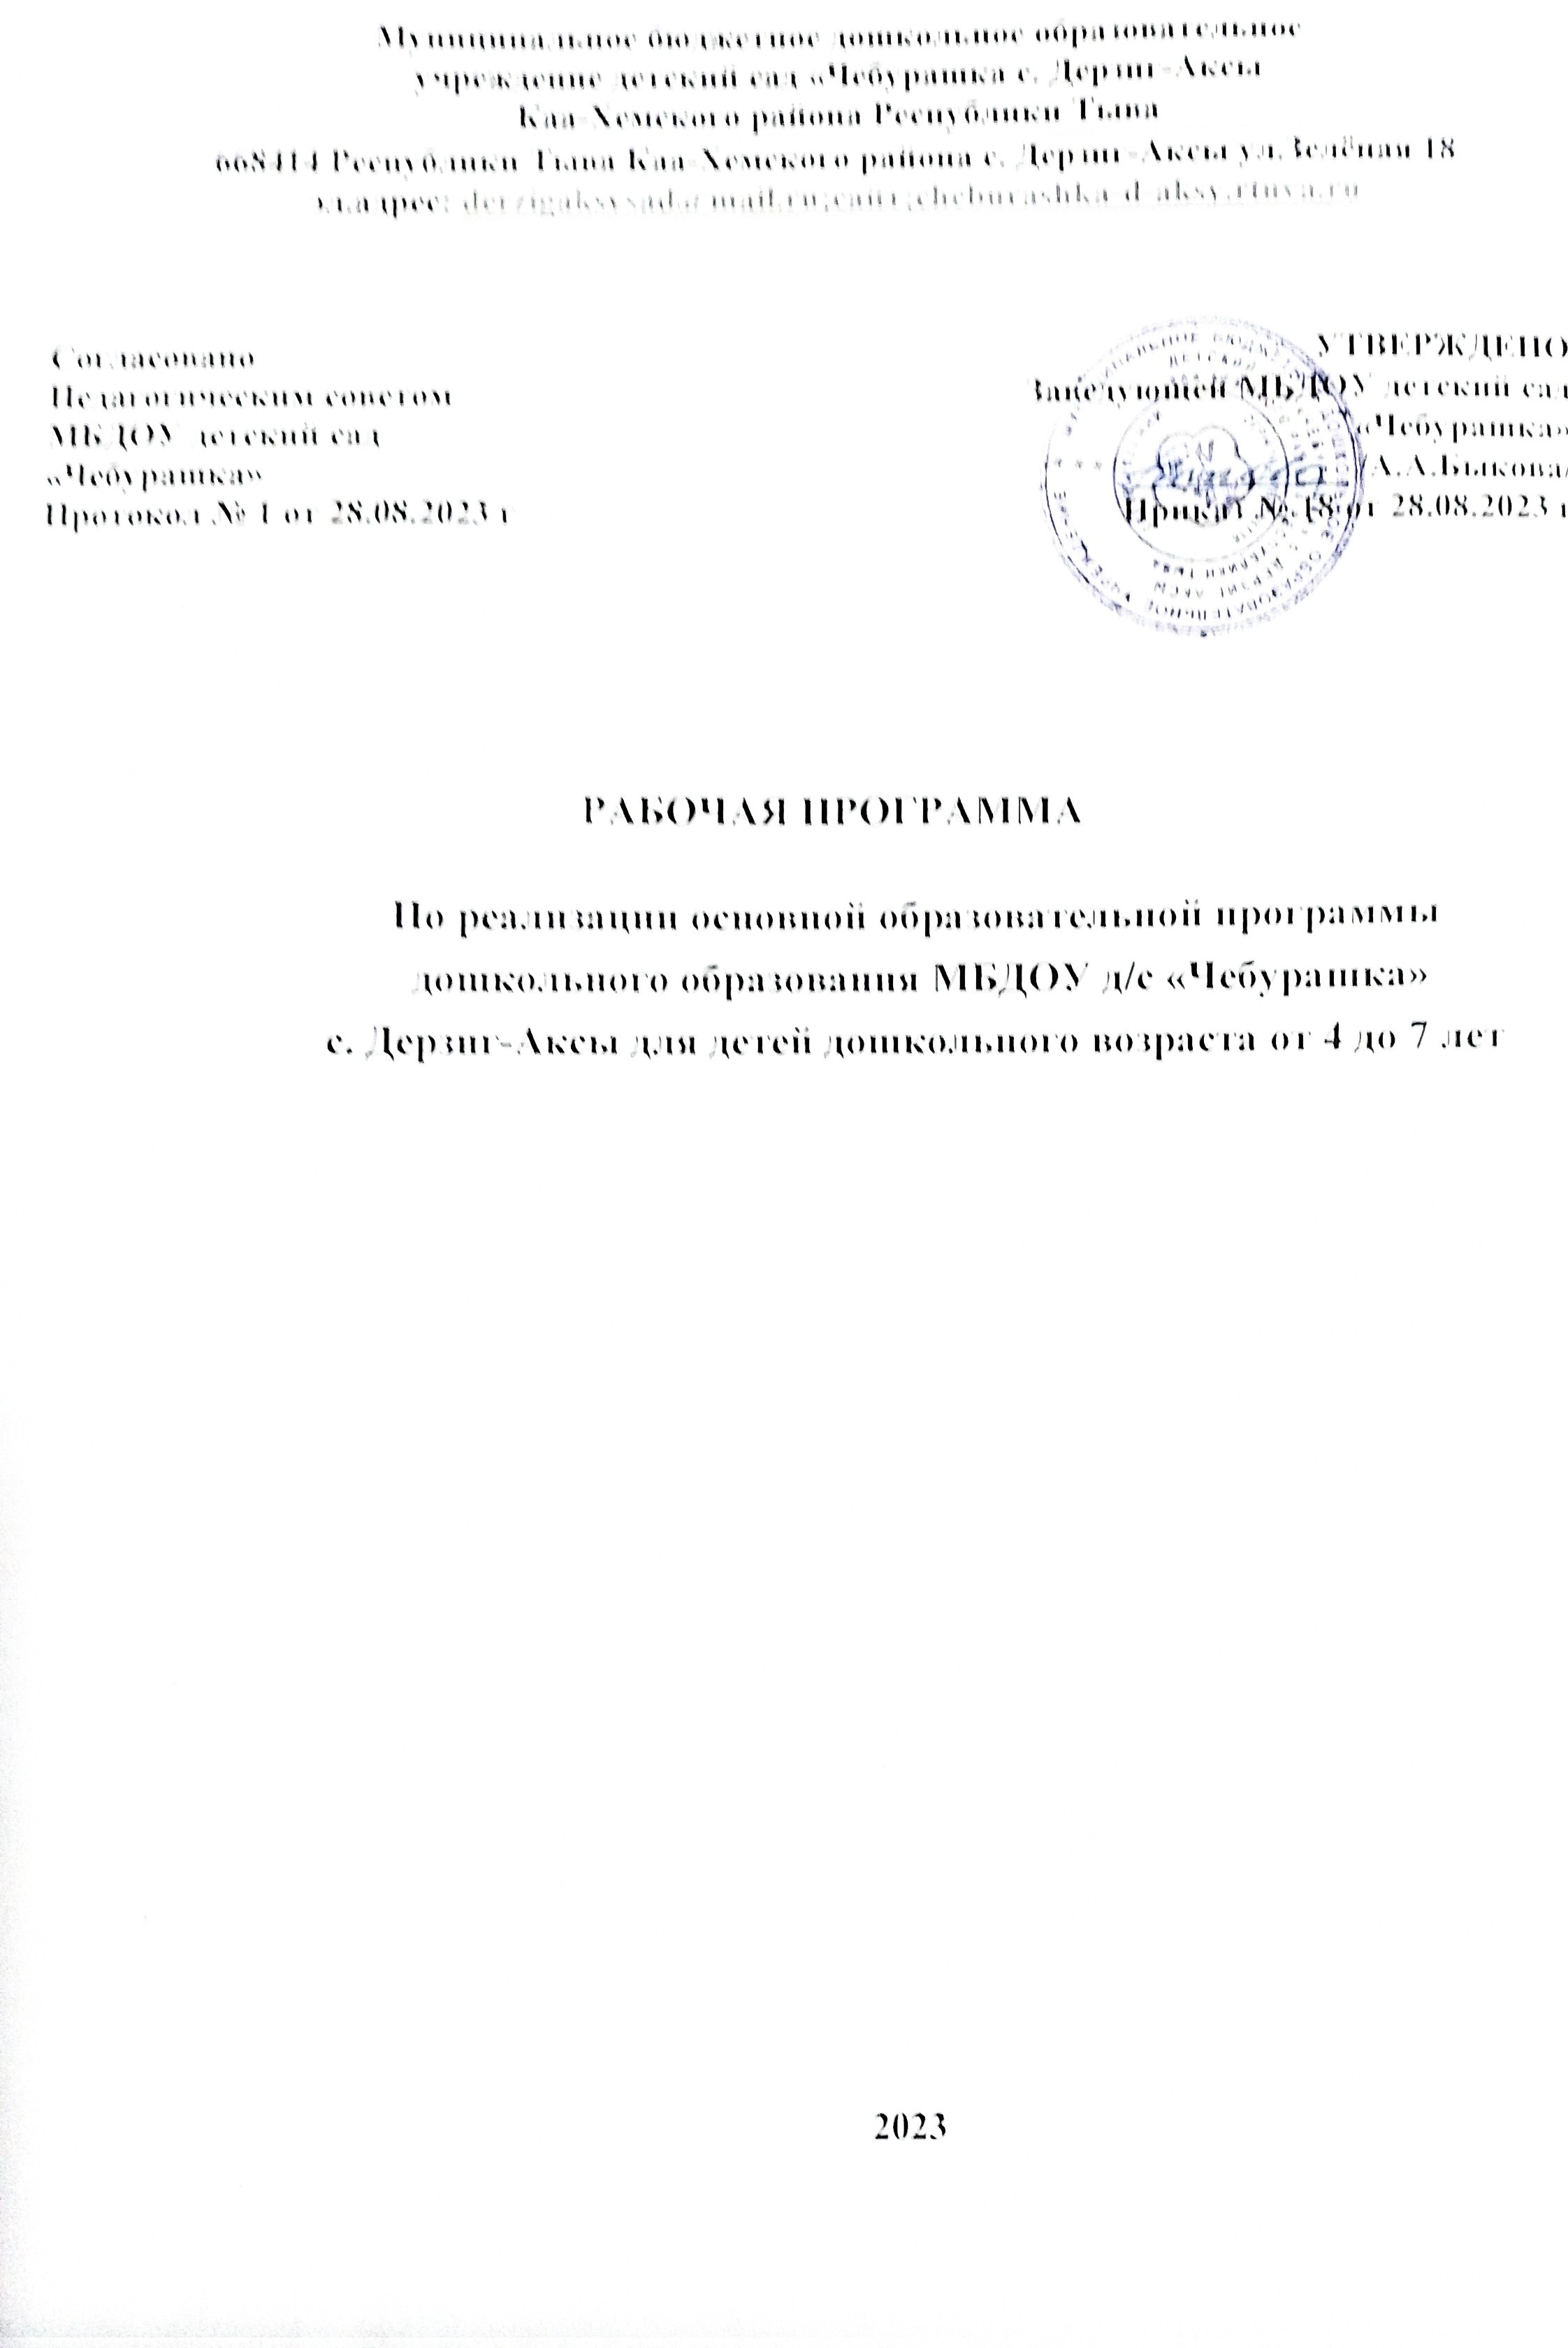 Муниципальное бюджетное дошкольное образовательное
учреждение детский сад «Чебурашка с. Дерзиг-Аксы
Каа-Хемского района Республики Тыва
668414 Республики Тыва Каа-Хемского района с. Дерзиг-Аксы ул.Зелёная 18
Согласовано
Педагогическим советом
МБДОУ детский сад
«Чебурашка»
Протокол № 1 от 28.08.2023 г
УТВЕРЖДЕНО
Заведующей МБДОУ детский сад
«Чебурашка»
/А.А.Быкова/
Приказ № 18 от 28.08.2023 г
РАБОЧАЯ ПРОГРАММА
По реализации основной образовательной программы
дошкольного образования МБДОУ д/с «Чебурашка»
с. Дерзиг-Аксы для детей дошкольного возраста от 4 до 7 лет
2023